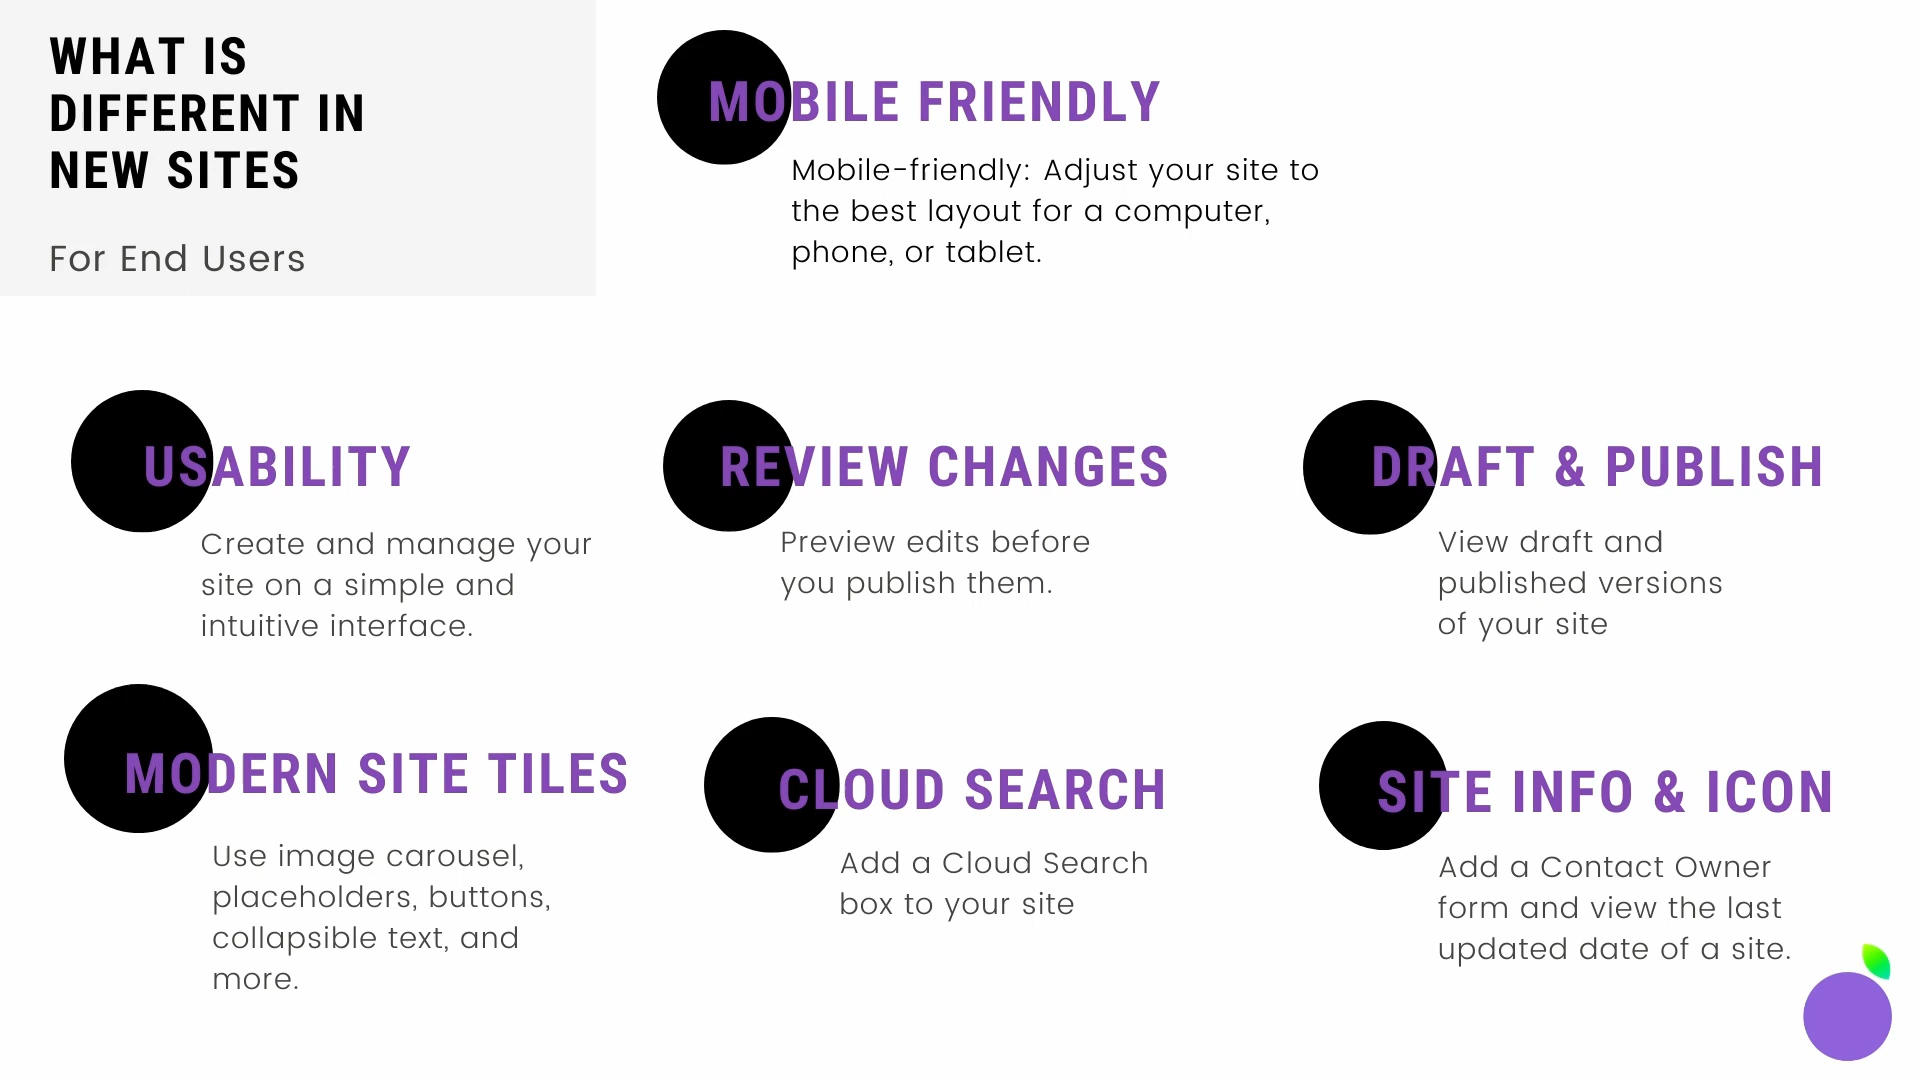 WHAT IS
DIFFERENT IN
NEW SITES
For End Users
MOBILE FRIENDLY
Mobile-friendly: Adjust your site to
the best layout for a computer,
phone, or tablet.
USABILITY
Create and manage your
site on a simple and
intuitive interface.
REVIEW CHANGES
Preview edits before
you publish them.
DRAFT & PUBLISH
View draft and
published versions
of your site
MODERN SITE TILES
Use image carousel,
placeholders, buttons,
collapsible text, and
more.
CLOUD SEARCH
Add a Cloud Search
box to your site
SITE INFO & ICON
Add a Contact Owner
form and view the last
updated date of a site.